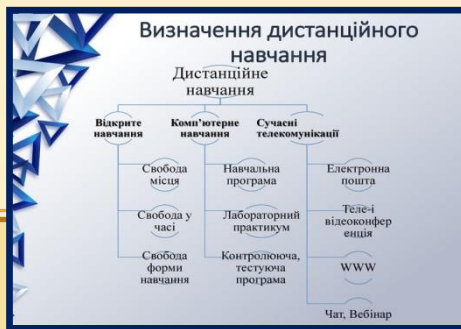 Визначення дистанційного
навчання
Дистанційне
навчання
Відкрите
навчання
Свобода
місця
Свобода у
часі
Свобода
форми
навчання
Комп'ютерне
навчання
Навчальна
програма
Лабораторний
практикум
Контролююча,
тестуюча
програма
Сучасні
телекомунікації
Електронна
пошта
Теле-і
відеоконфер
енція
WWW
Чат, Вебінар